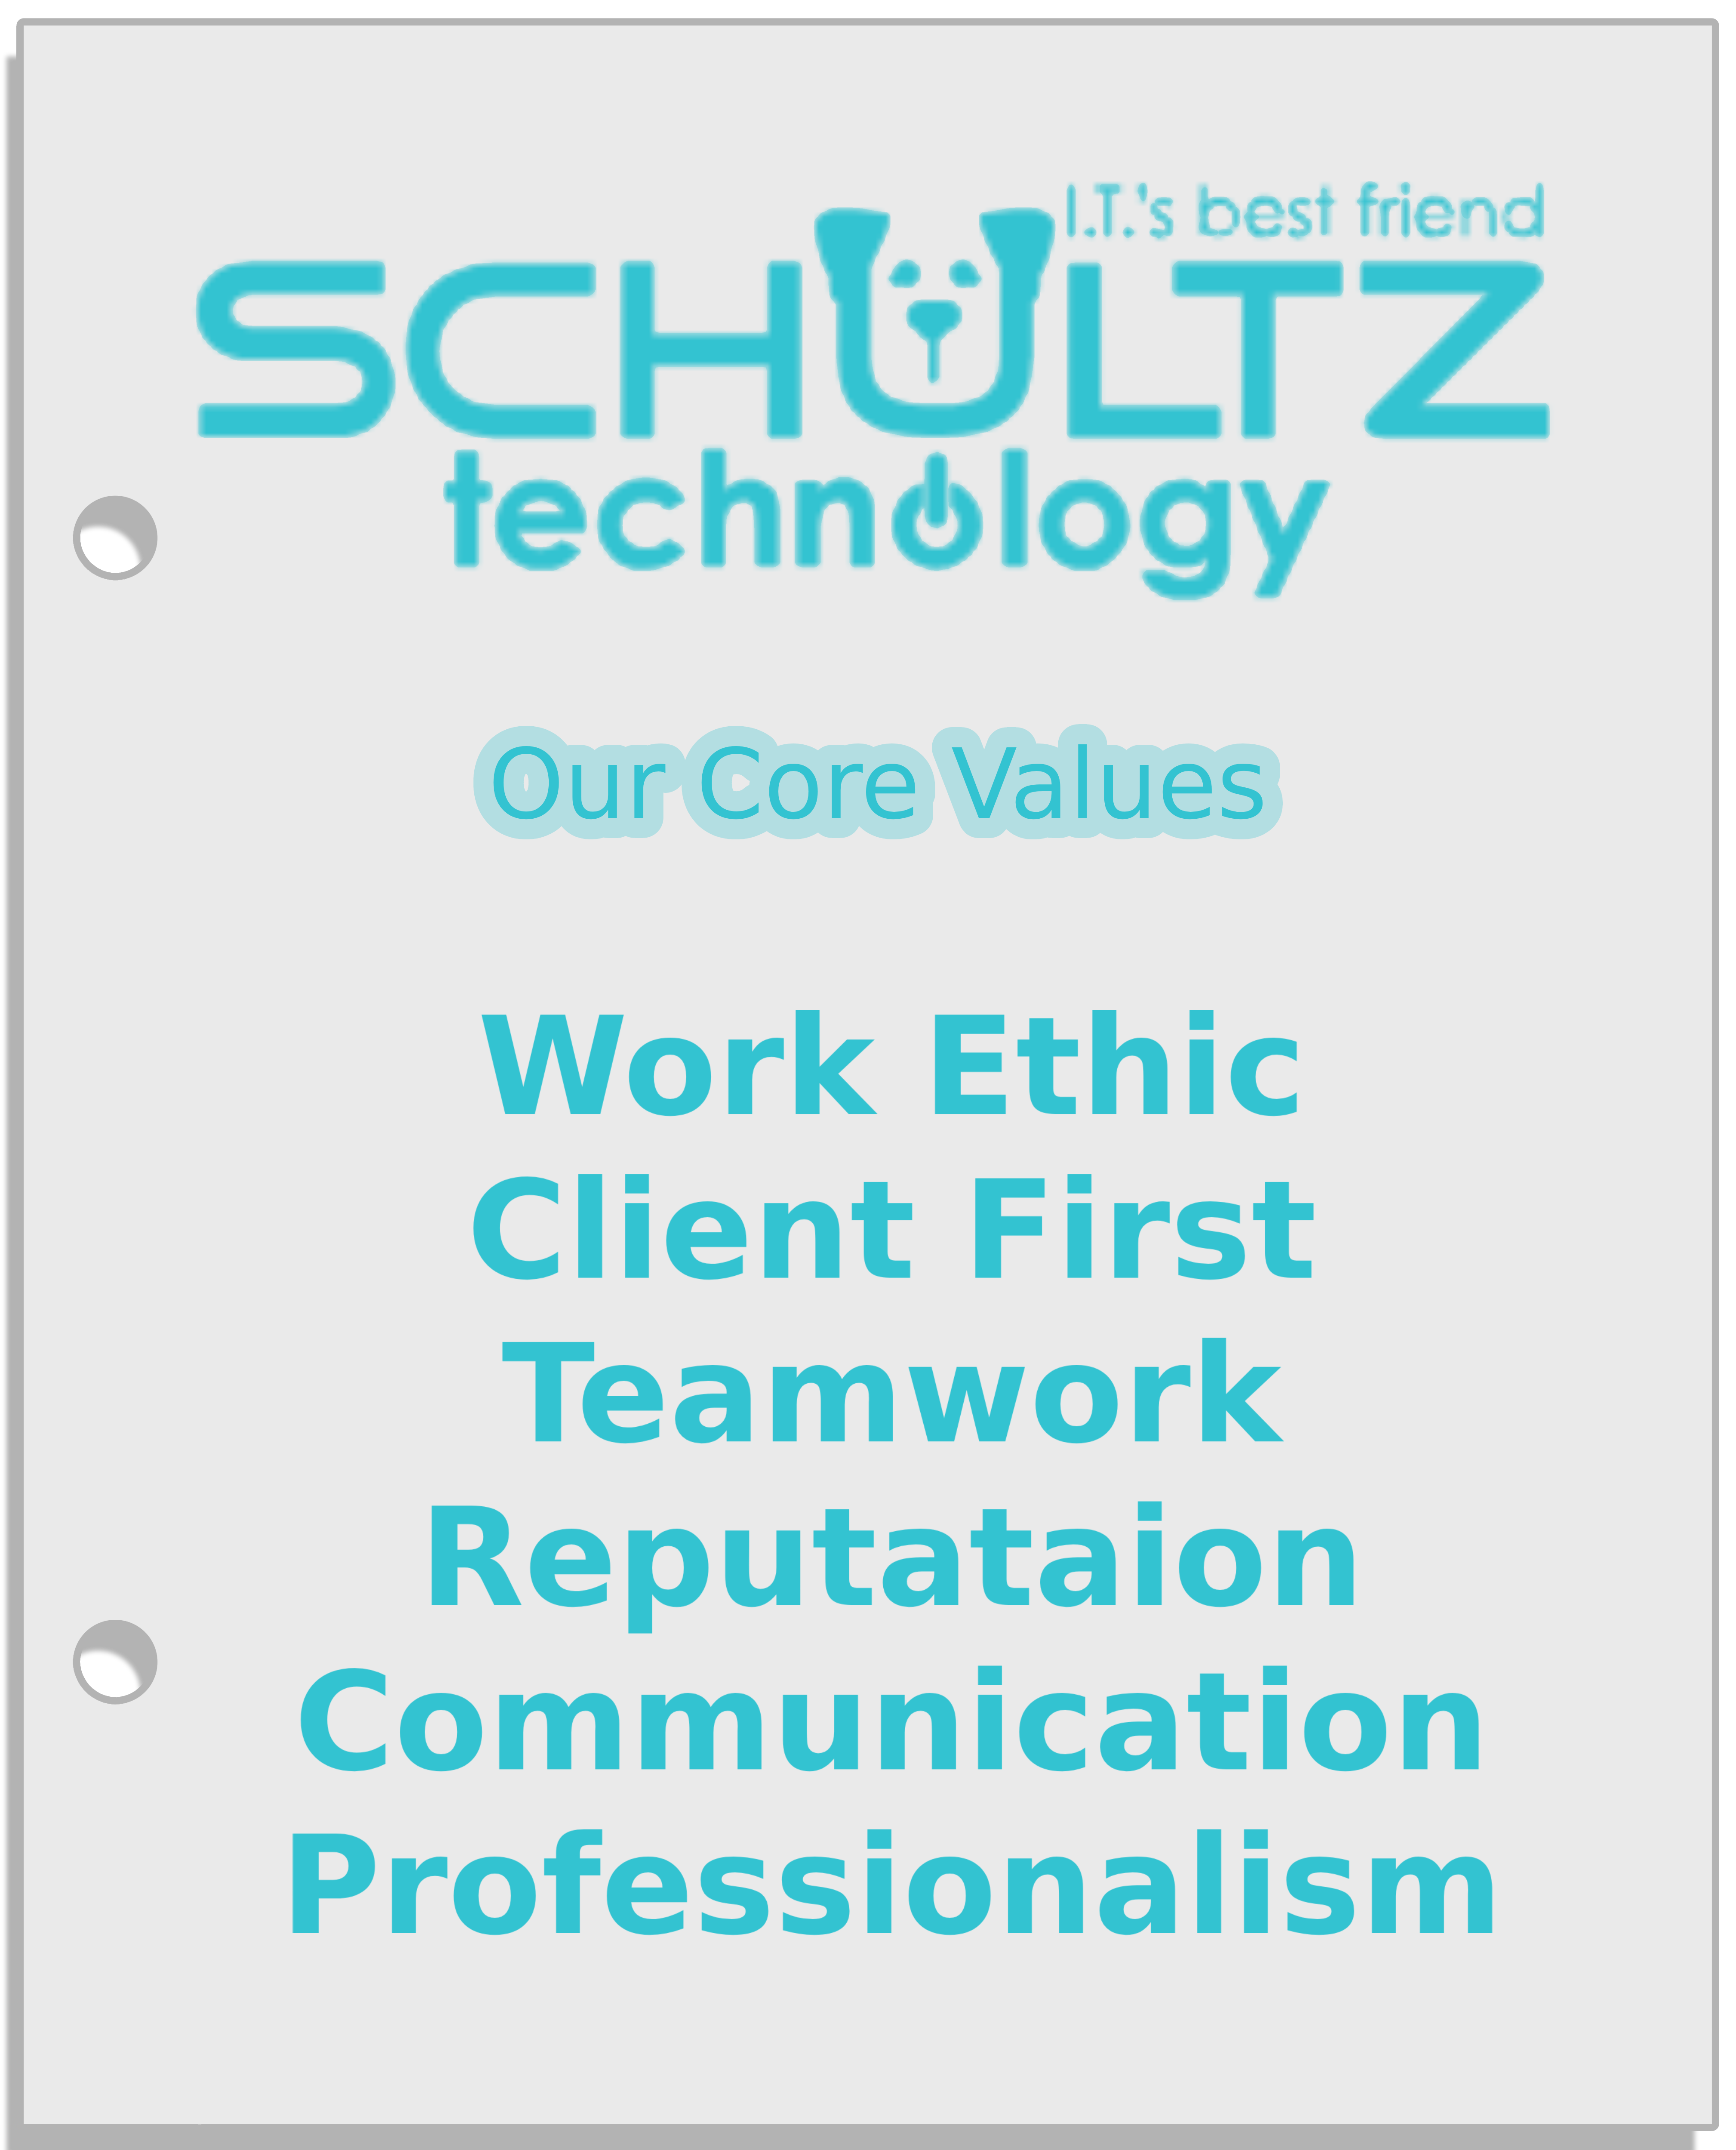 I.T.'s best friend
SCHULTZ
technology
Our Core Values
Work Ethic
Client First
Teamwork
Reputataion
Communication
Professionalism